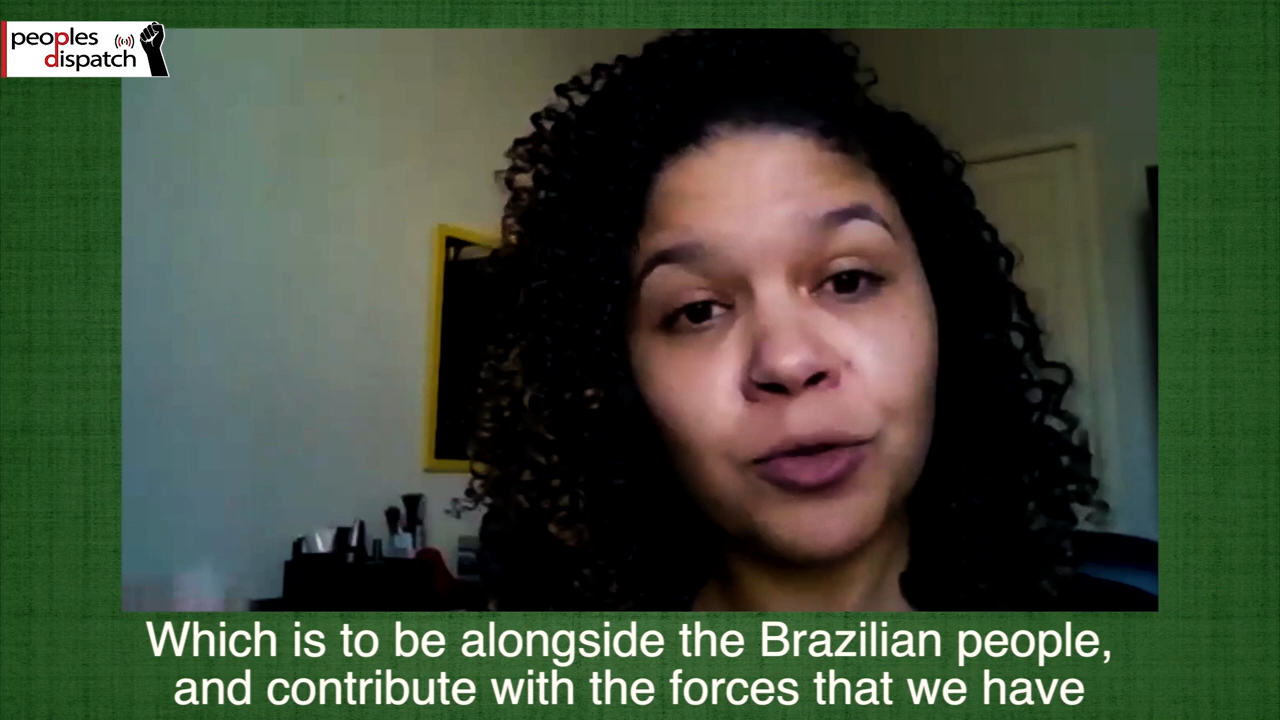 peoples
dispatch
Which is to be alongside the Brazilian people,
and contribute with the forces that we have